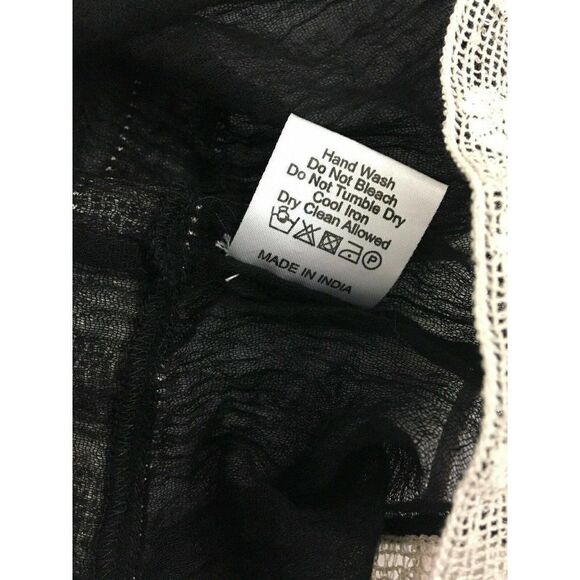 Hand Wash
Do Not Bleach
Do Not Tumble Dry
Cool Iron
Dry Clean Allowed
P
MADE IN INDIA